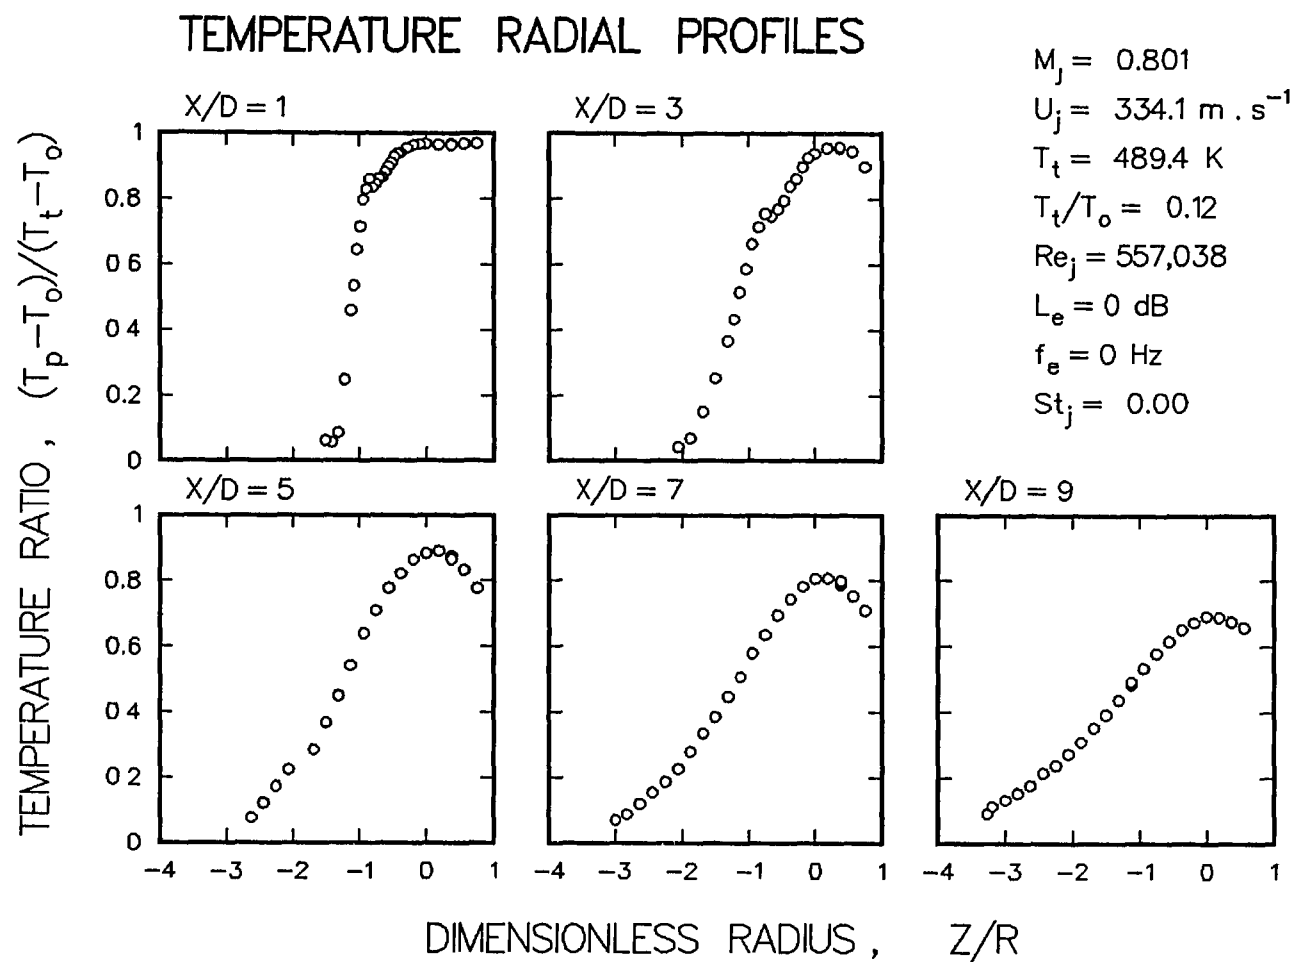 TEMPERATURE RADIAL PROFILES
M_j = 0.801
U_j = 334.1 m . s^-1
T_t = 489.4 K
T_t/T_o = 0.12
Re_j = 557,038
L_e = 0 dB
f_e = 0 Hz
St_j = 0.00
TEMPERATURE RATIO , (T_p-T_o)/(T_t-T_o)
X/D = 1
X/D = 3
1
0.8
0 6
0 4
0.2
0
X/D = 5
X/D = 7
X/D = 9
1
0.8
0.6
0 4
0 2
0
-4 -3 -2 -1 0 1
-4 -3 -2 -1 0 1
-4 -3 -2 -1 0 1
DIMENSIONLESS RADIUS , Z/R